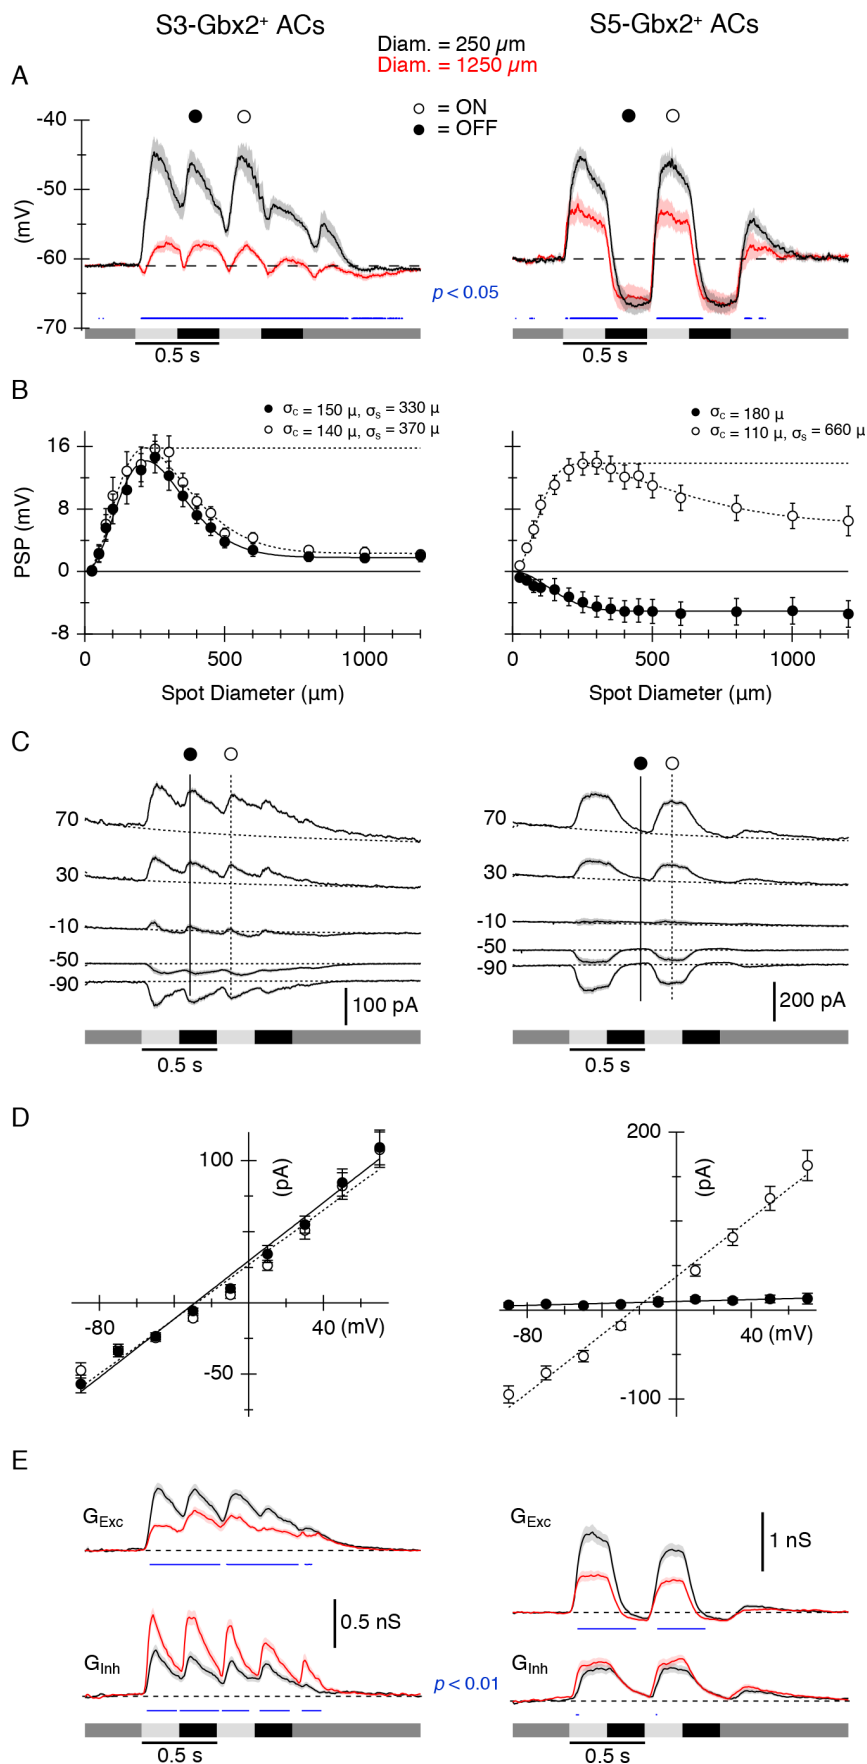 S3-Gbx2⁺ ACs
S5-Gbx2⁺ ACs
Diam. = 250 µm
Diam. = 1250 µm
A
= ON
= OFF
-40
-50
-60
-70
(mV)
p < 0.05
0.5 s
0.5 s
B
σc = 150 µ, σs = 330 µ
σc = 140 µ, σs = 370 µ
σc = 180 µ
σc = 110 µ, σs = 660 µ
16
8
0
-8
PSP (mV)
0 500 1000
0 500 1000
Spot Diameter (µm)
Spot Diameter (µm)
C
70
30
-10
-50
-90
100 pA
0.5 s
70
30
-10
-50
-90
200 pA
0.5 s
D
100
(pA)
-80
40 (mV)
-50
200
(pA)
-80
40 (mV)
-100
E
GExc
GExc
1 nS
0.5 nS
GInh
GInh
p < 0.01
0.5 s
0.5 s